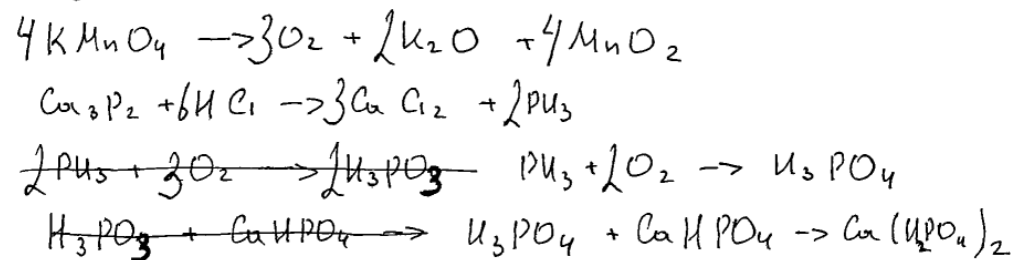 4KMnO₄ → 3O₂ + 2K₂O + 4MnO₂
Ca₃P₂ + 6HCl → 3CaCl₂ + 2PH₃
2PH₃ + 3O₂ → 2H₃PO₃ PH₃ + 2O₂ → H₃PO₄
H₃PO₃ + CaHPO₄ → H₃PO₄ + CaHPO₄ → Ca(H₂PO₄)₂